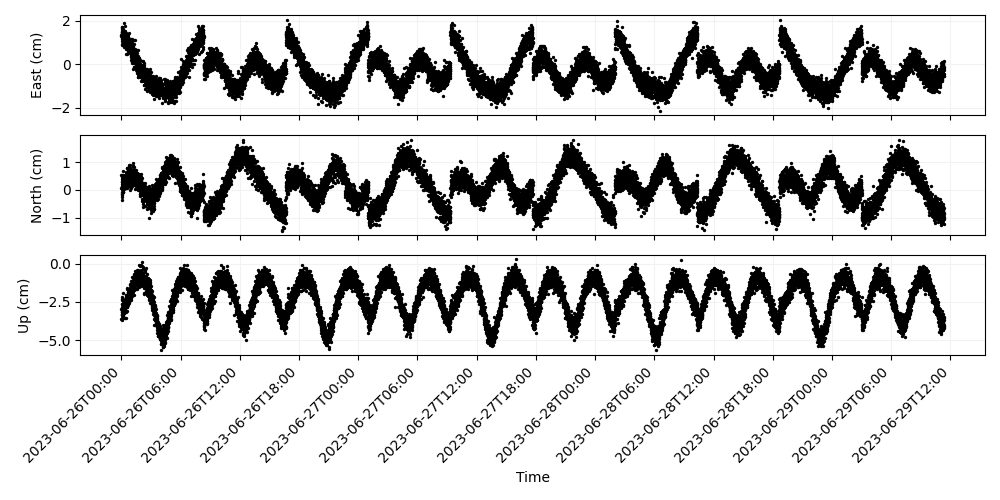 2
0
−2
East (cm)
1
0
−1
North (cm)
0.0
−2.5
−5.0
Up (cm)
2023-06-26T00:00
2023-06-26T06:00
2023-06-26T12:00
2023-06-26T18:00
2023-06-27T00:00
2023-06-27T06:00
2023-06-27T12:00
2023-06-27T18:00
2023-06-28T00:00
2023-06-28T06:00
2023-06-28T12:00
2023-06-28T18:00
2023-06-29T00:00
2023-06-29T06:00
2023-06-29T12:00
Time